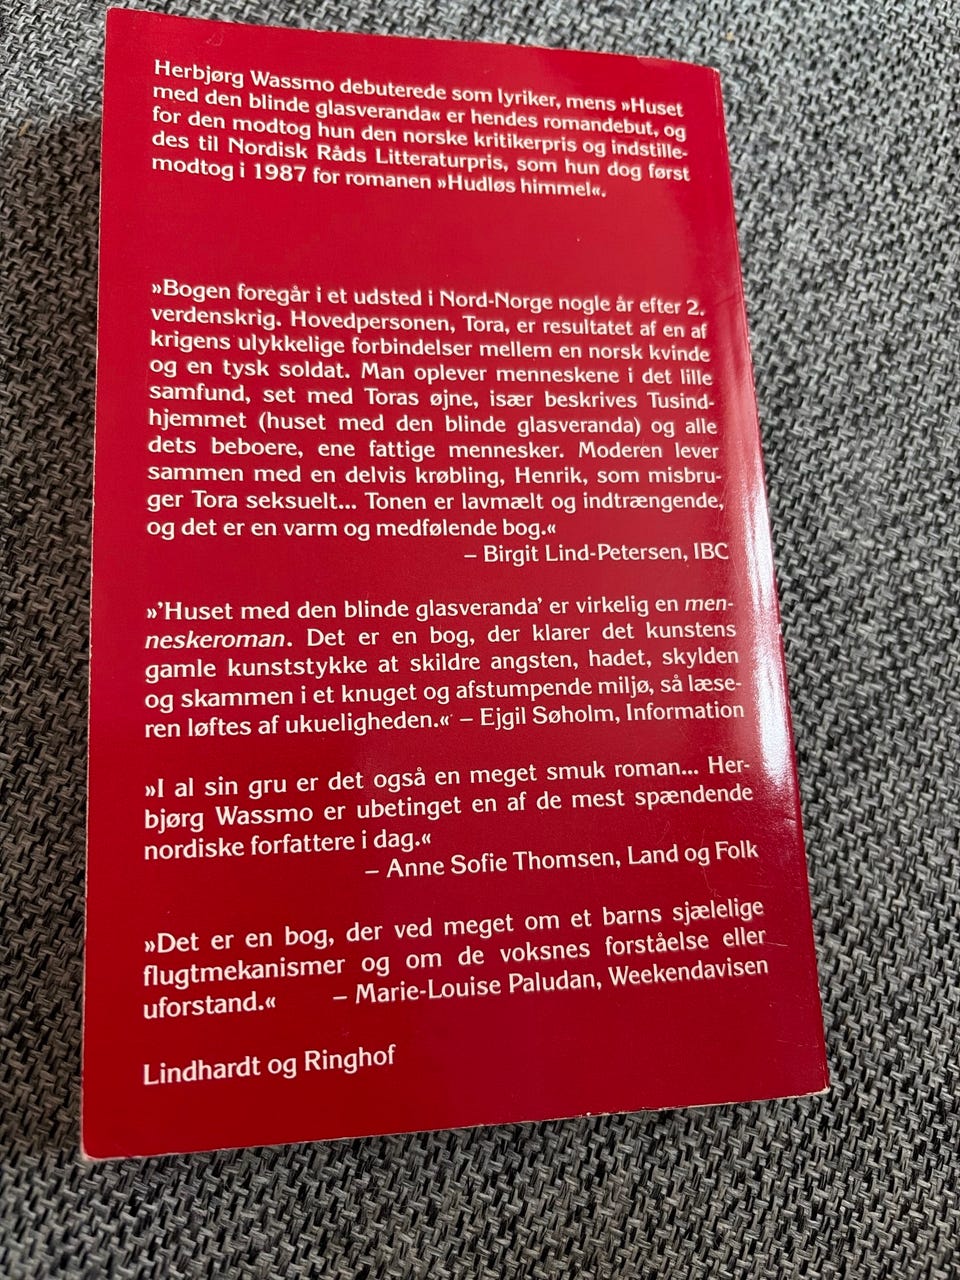 Herbjørg Wassmo debuterede som lyriker, mens »Huset
med den blinde glasveranda« er hendes romandebut, og
for den modtog hun den norske kritikerpris og indstille-
des til Nordisk Råds Litteraturpris, som hun dog først
modtog i 1987 for romanen »Hudløs himmel«.
»Bogen foregår i et udsted i Nord-Norge nogle år efter 2.
verdenskrig. Hovedpersonen, Tora, er resultatet af en af
krigens ulykkelige forbindelser mellem en norsk kvinde
og en tysk soldat. Man oplever menneskene i det lille
samfund, set med Toras øjne, især beskrives Tusind-
hjemmet (huset med den blinde glasveranda) og alle
dets beboere, ene fattige mennesker. Moderen lever
sammen med en delvis krøbling, Henrik, som misbru-
ger Tora seksuelt... Tonen er lavmælt og indtrængende,
og det er en varm og medfølende bog.«
– Birgit Lind-Petersen, IBC
»'Huset med den blinde glasveranda' er virkelig en men-
neskeroman. Det er en bog, der klarer det kunstens
gamle kunststykke at skildre angsten, hadet, skylden
og skammen i et knuget og afstumpende miljø, så læse-
ren løftes af ukueligheden.« – Ejgil Søholm, Information
»I al sin gru er det også en meget smuk roman... Her-
bjørg Wassmo er ubetinget en af de mest spændende
nordiske forfattere i dag.«
– Anne Sofie Thomsen, Land og Folk
»Det er en bog, der ved meget om et barns sjælelige
flugtmekanismer og om de voksnes forståelse eller
uforstand.« – Marie-Louise Paludan, Weekendavisen
Lindhardt og Ringhof